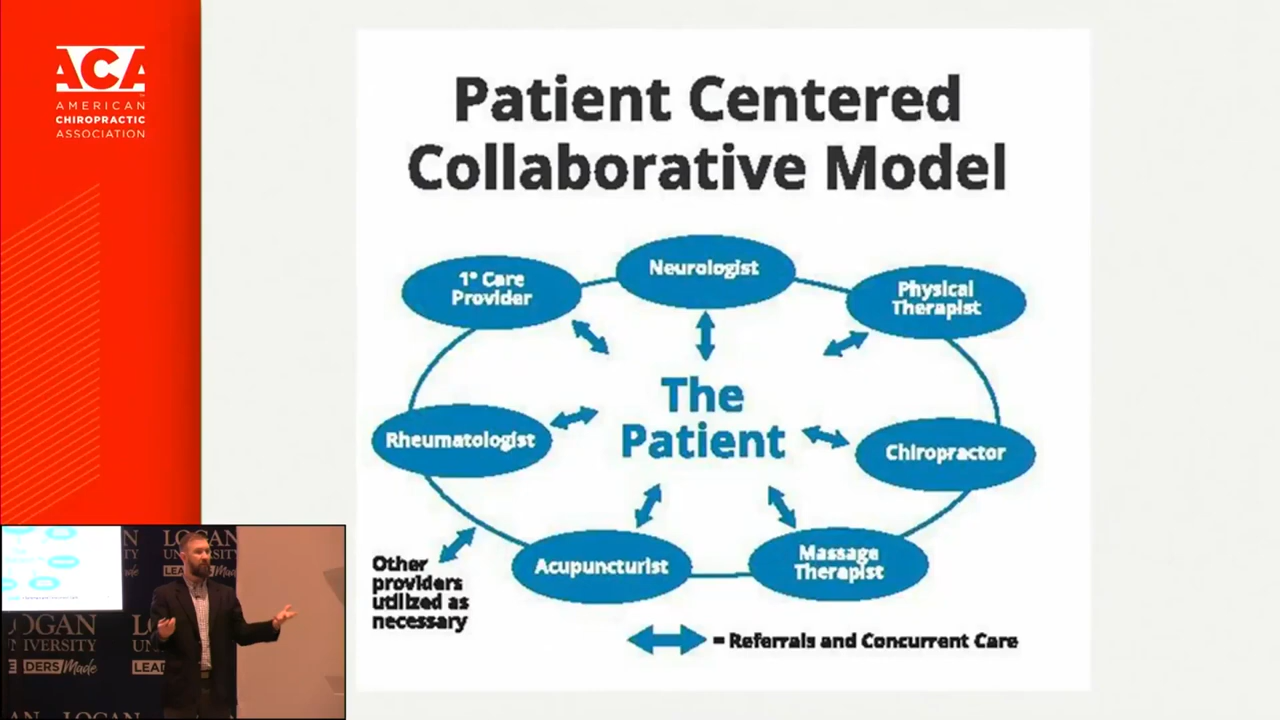 ACA
AMERICAN
CHIROPRACTIC
ASSOCIATION
Patient Centered
Collaborative Model
Neurologist
1° Care
Provider
Physical
Therapist
The
Patient
Rheumatologist
Chiropractor
Acupuncturist
Massage
Therapist
Other
providers
utilized as
necessary
= Referrals and Concurrent Care
LOGAN
UNIVERSITY
LEADERS Made